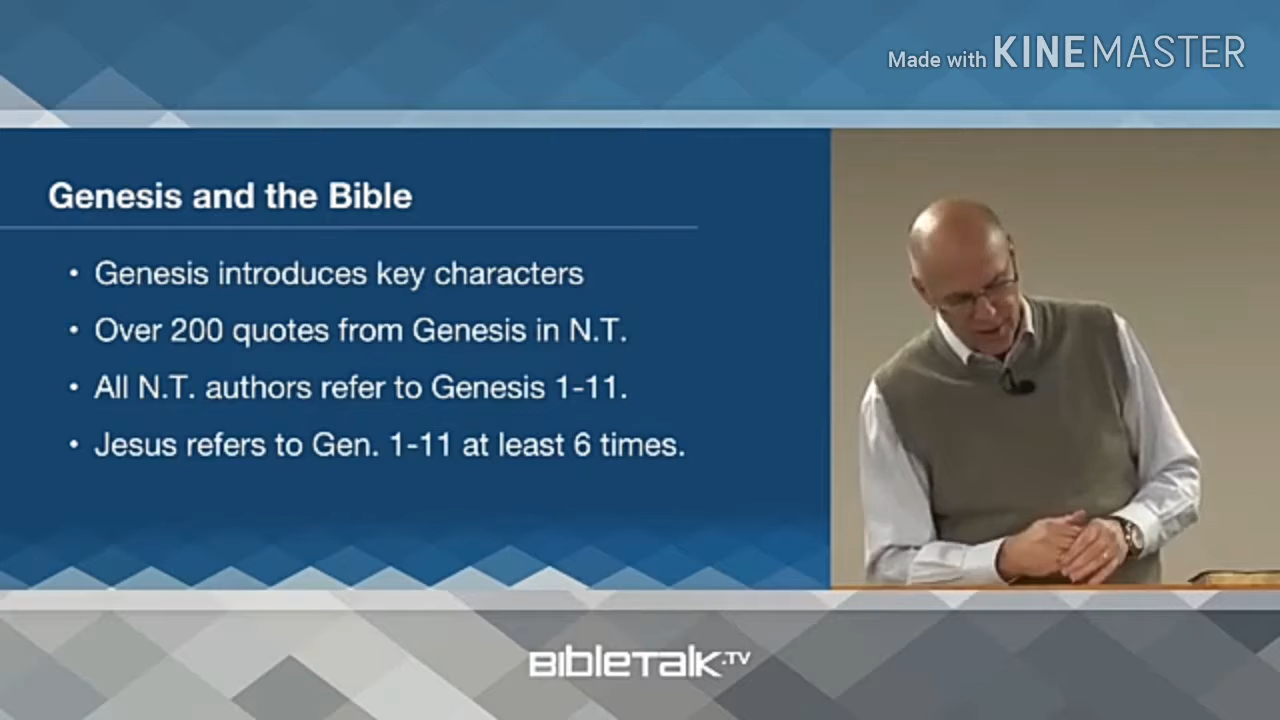 Made with KINEMASTER
Genesis and the Bible
• Genesis introduces key characters
• Over 200 quotes from Genesis in N.T.
• All N.T. authors refer to Genesis 1-11.
• Jesus refers to Gen. 1-11 at least 6 times.
BIBLETALK.TV